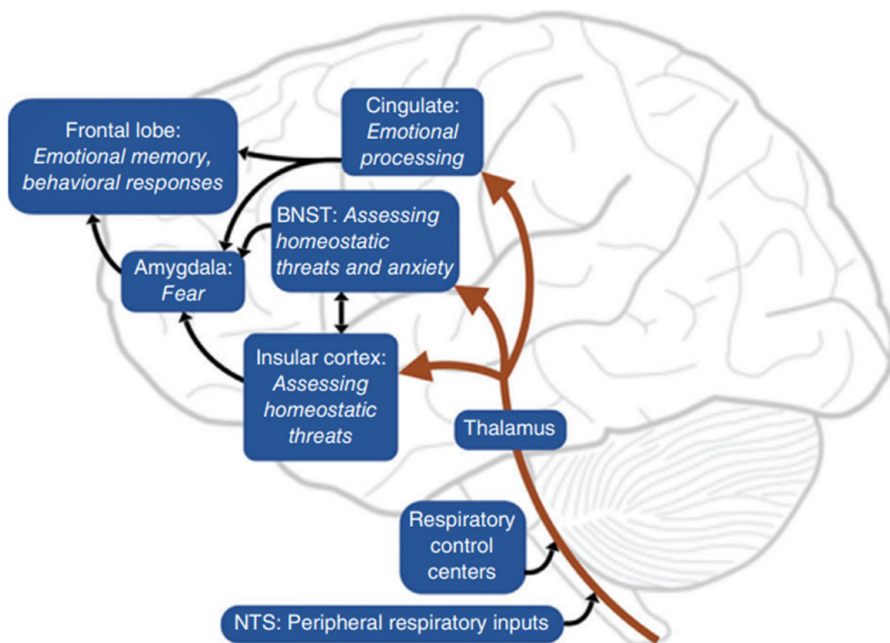 Cingulate:
Emotional
processing
Frontal lobe:
Emotional memory,
behavioral responses
BNST: Assessing
homeostatic
threats and anxiety
Amygdala:
Fear
Insular cortex:
Assessing
homeostatic
threats
Thalamus
Respiratory
control
centers
NTS: Peripheral respiratory inputs